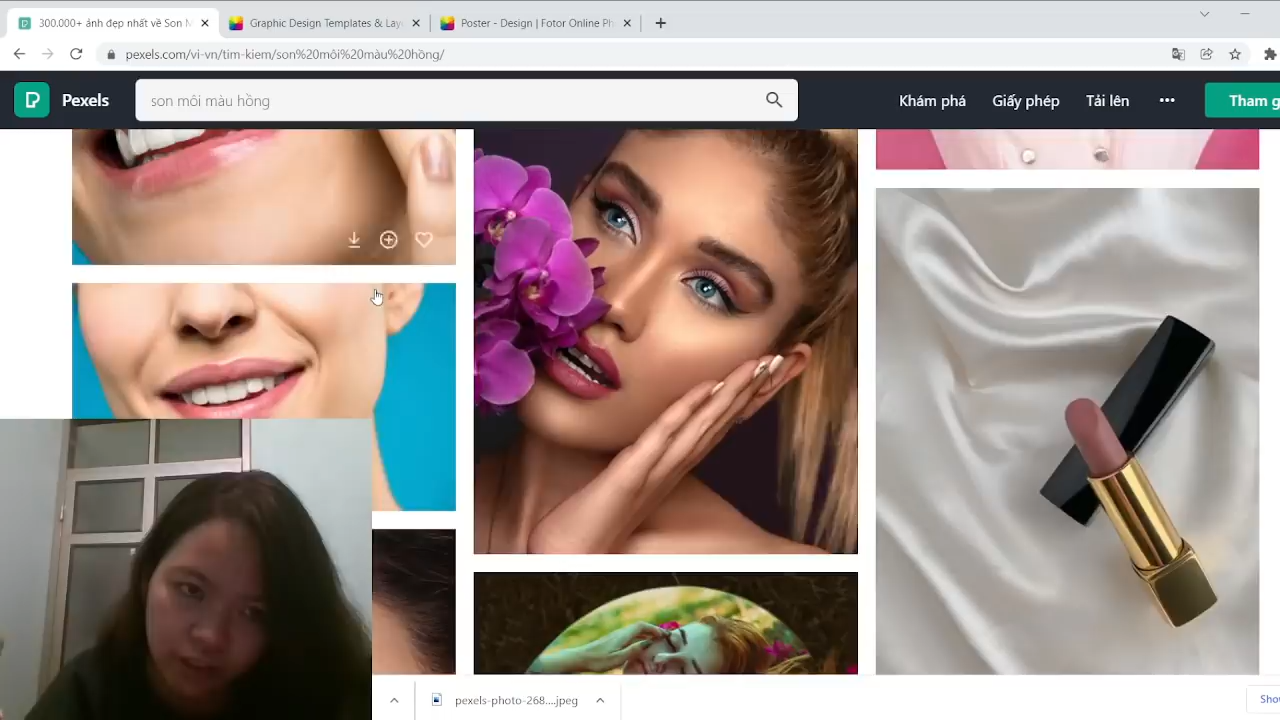 300.000+ ảnh đẹp nhất về Son M
Graphic Design Templates & Lay
Poster - Design | Fotor Online Ph
pexels.com/vi-vn/tim-kiem/son%20môi%20màu%20hồng/
Pexels
son môi màu hồng
Khám phá
Giấy phép
Tải lên
Tham g
pexels-photo-268....jpeg
Sho